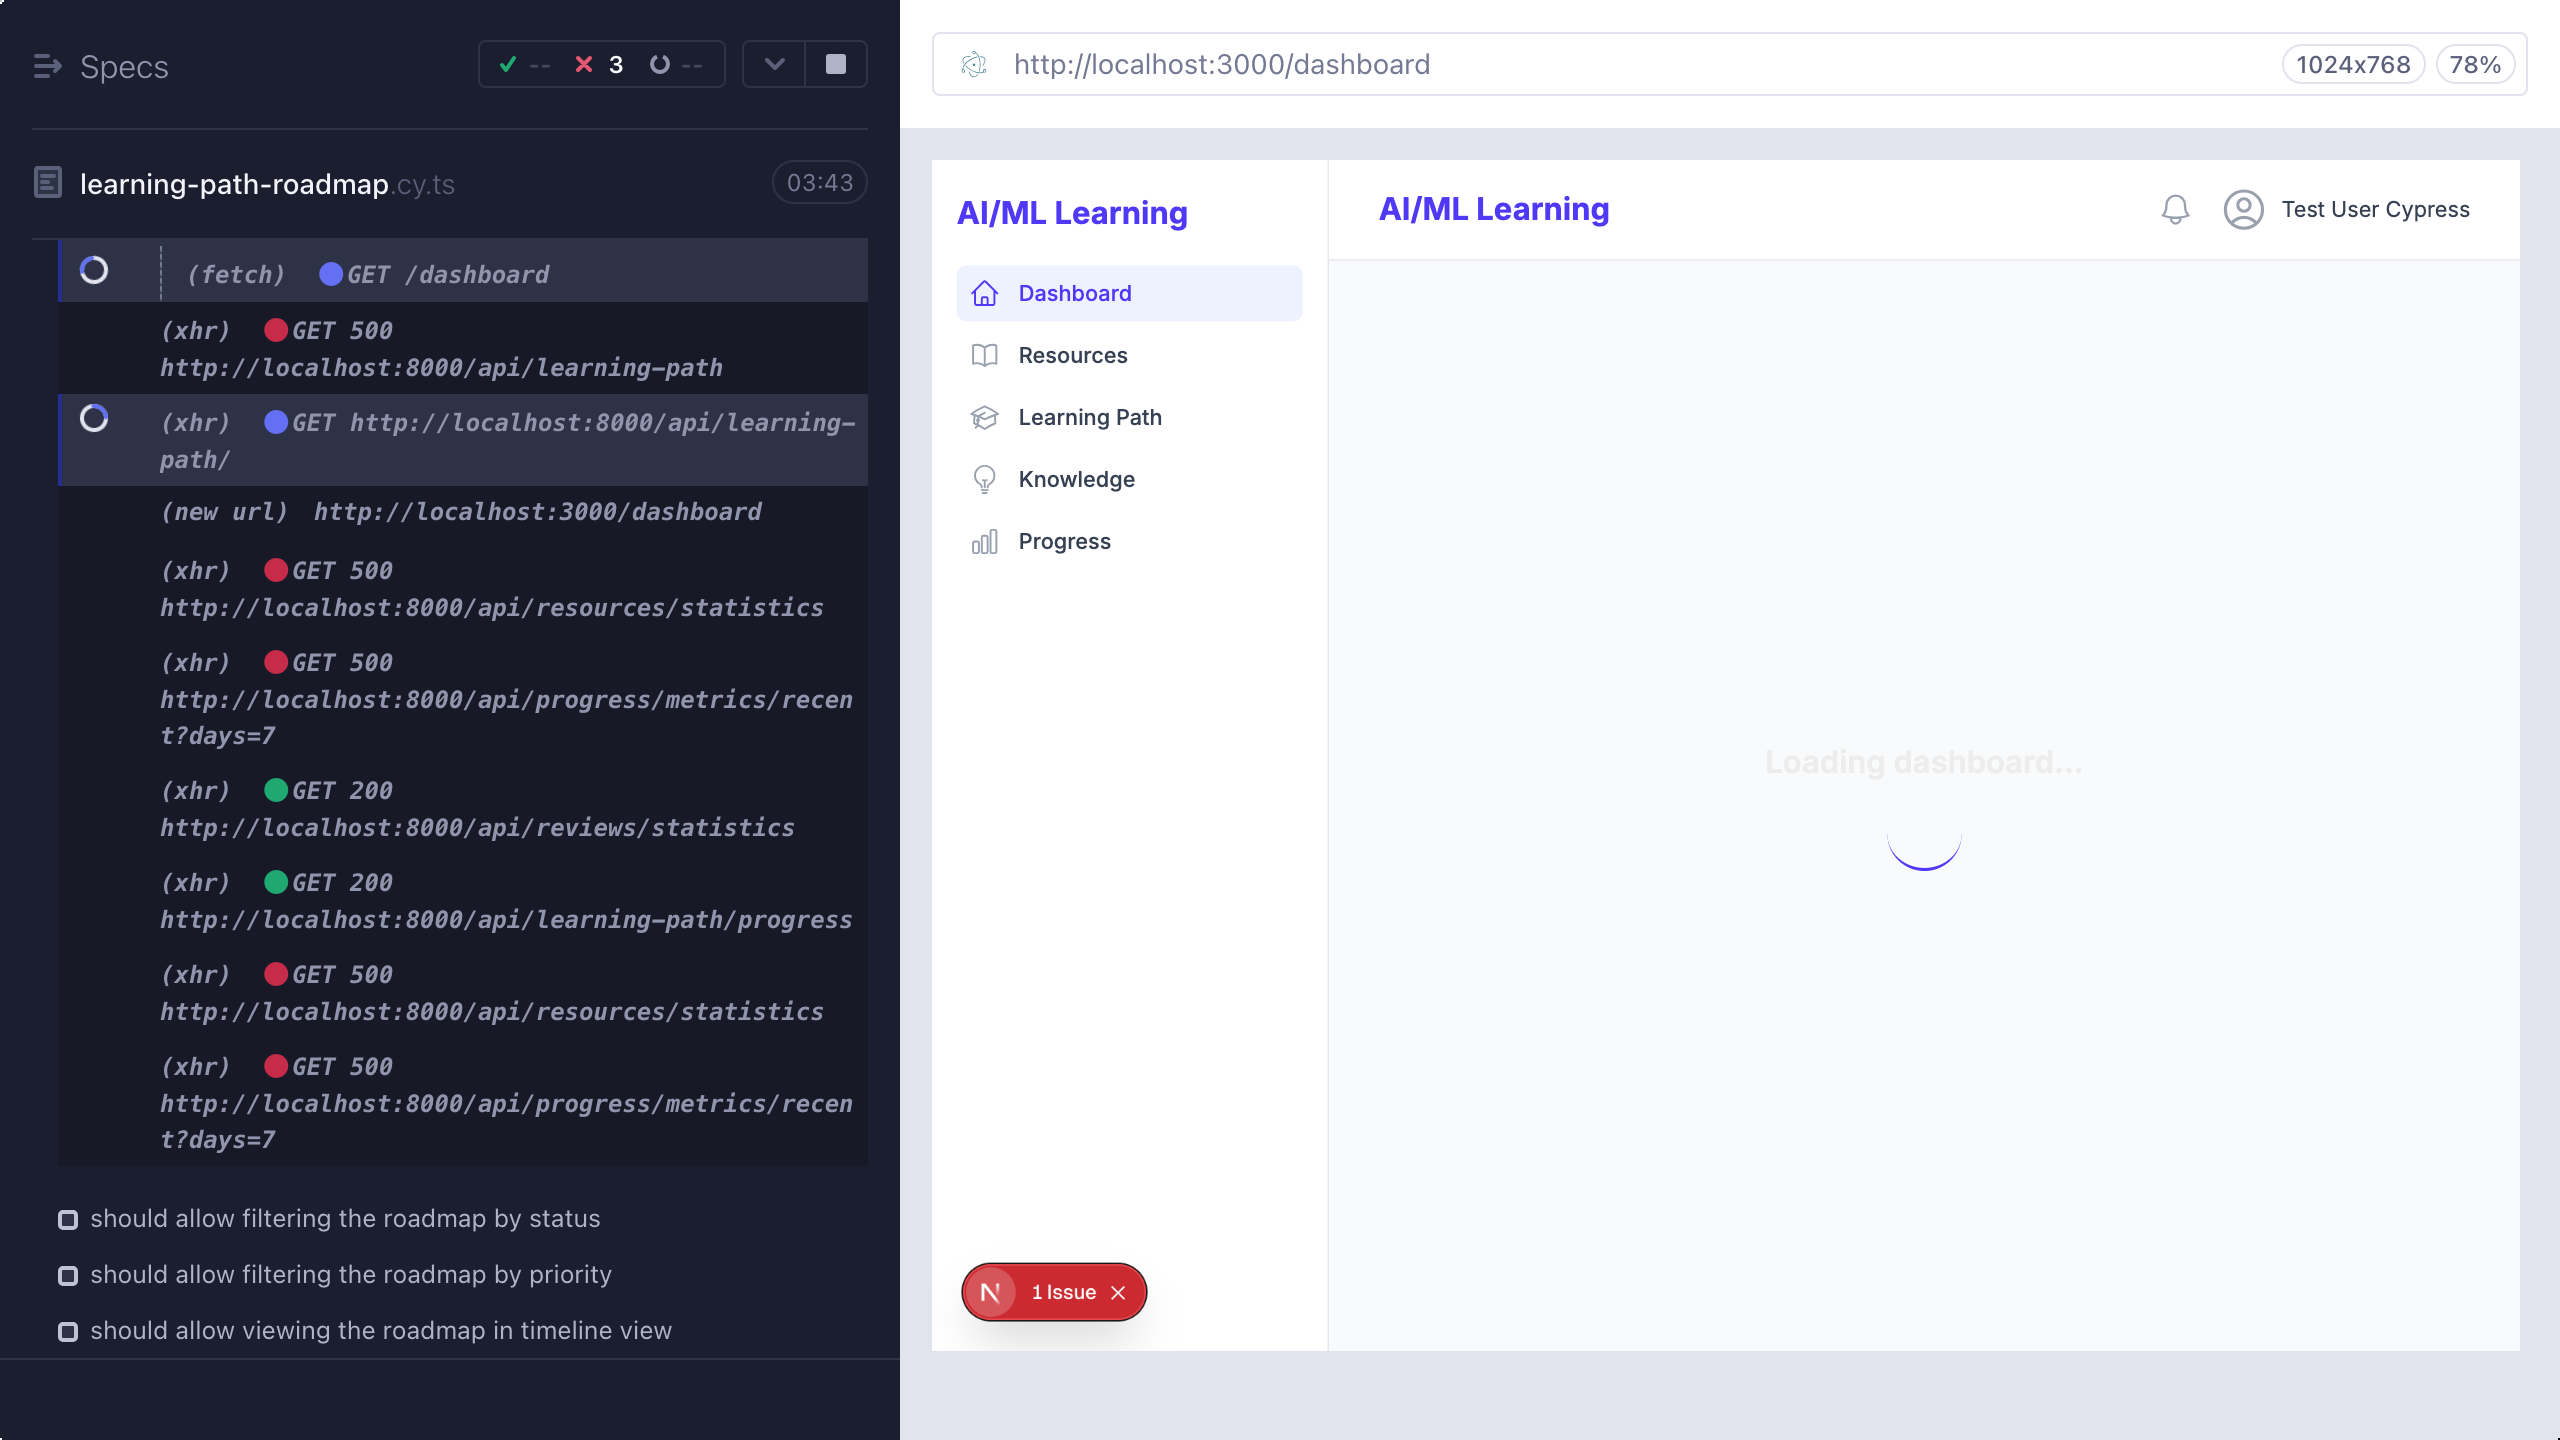 Specs
-- 3 --
learning-path-roadmap.cy.ts 03:43
(fetch) GET /dashboard
(xhr) GET 500
http://localhost:8000/api/learning-path
(xhr) GET http://localhost:8000/api/learning-
path/
(new url) http://localhost:3000/dashboard
(xhr) GET 500
http://localhost:8000/api/resources/statistics
(xhr) GET 500
http://localhost:8000/api/progress/metrics/recen
t?days=7
(xhr) GET 200
http://localhost:8000/api/reviews/statistics
(xhr) GET 200
http://localhost:8000/api/learning-path/progress
(xhr) GET 500
http://localhost:8000/api/resources/statistics
(xhr) GET 500
http://localhost:8000/api/progress/metrics/recen
t?days=7
should allow filtering the roadmap by status
should allow filtering the roadmap by priority
should allow viewing the roadmap in timeline view
http://localhost:3000/dashboard 1024x768 78%
AI/ML Learning
Dashboard
Resources
Learning Path
Knowledge
Progress
N 1 Issue
AI/ML Learning Test User Cypress
Loading dashboard...